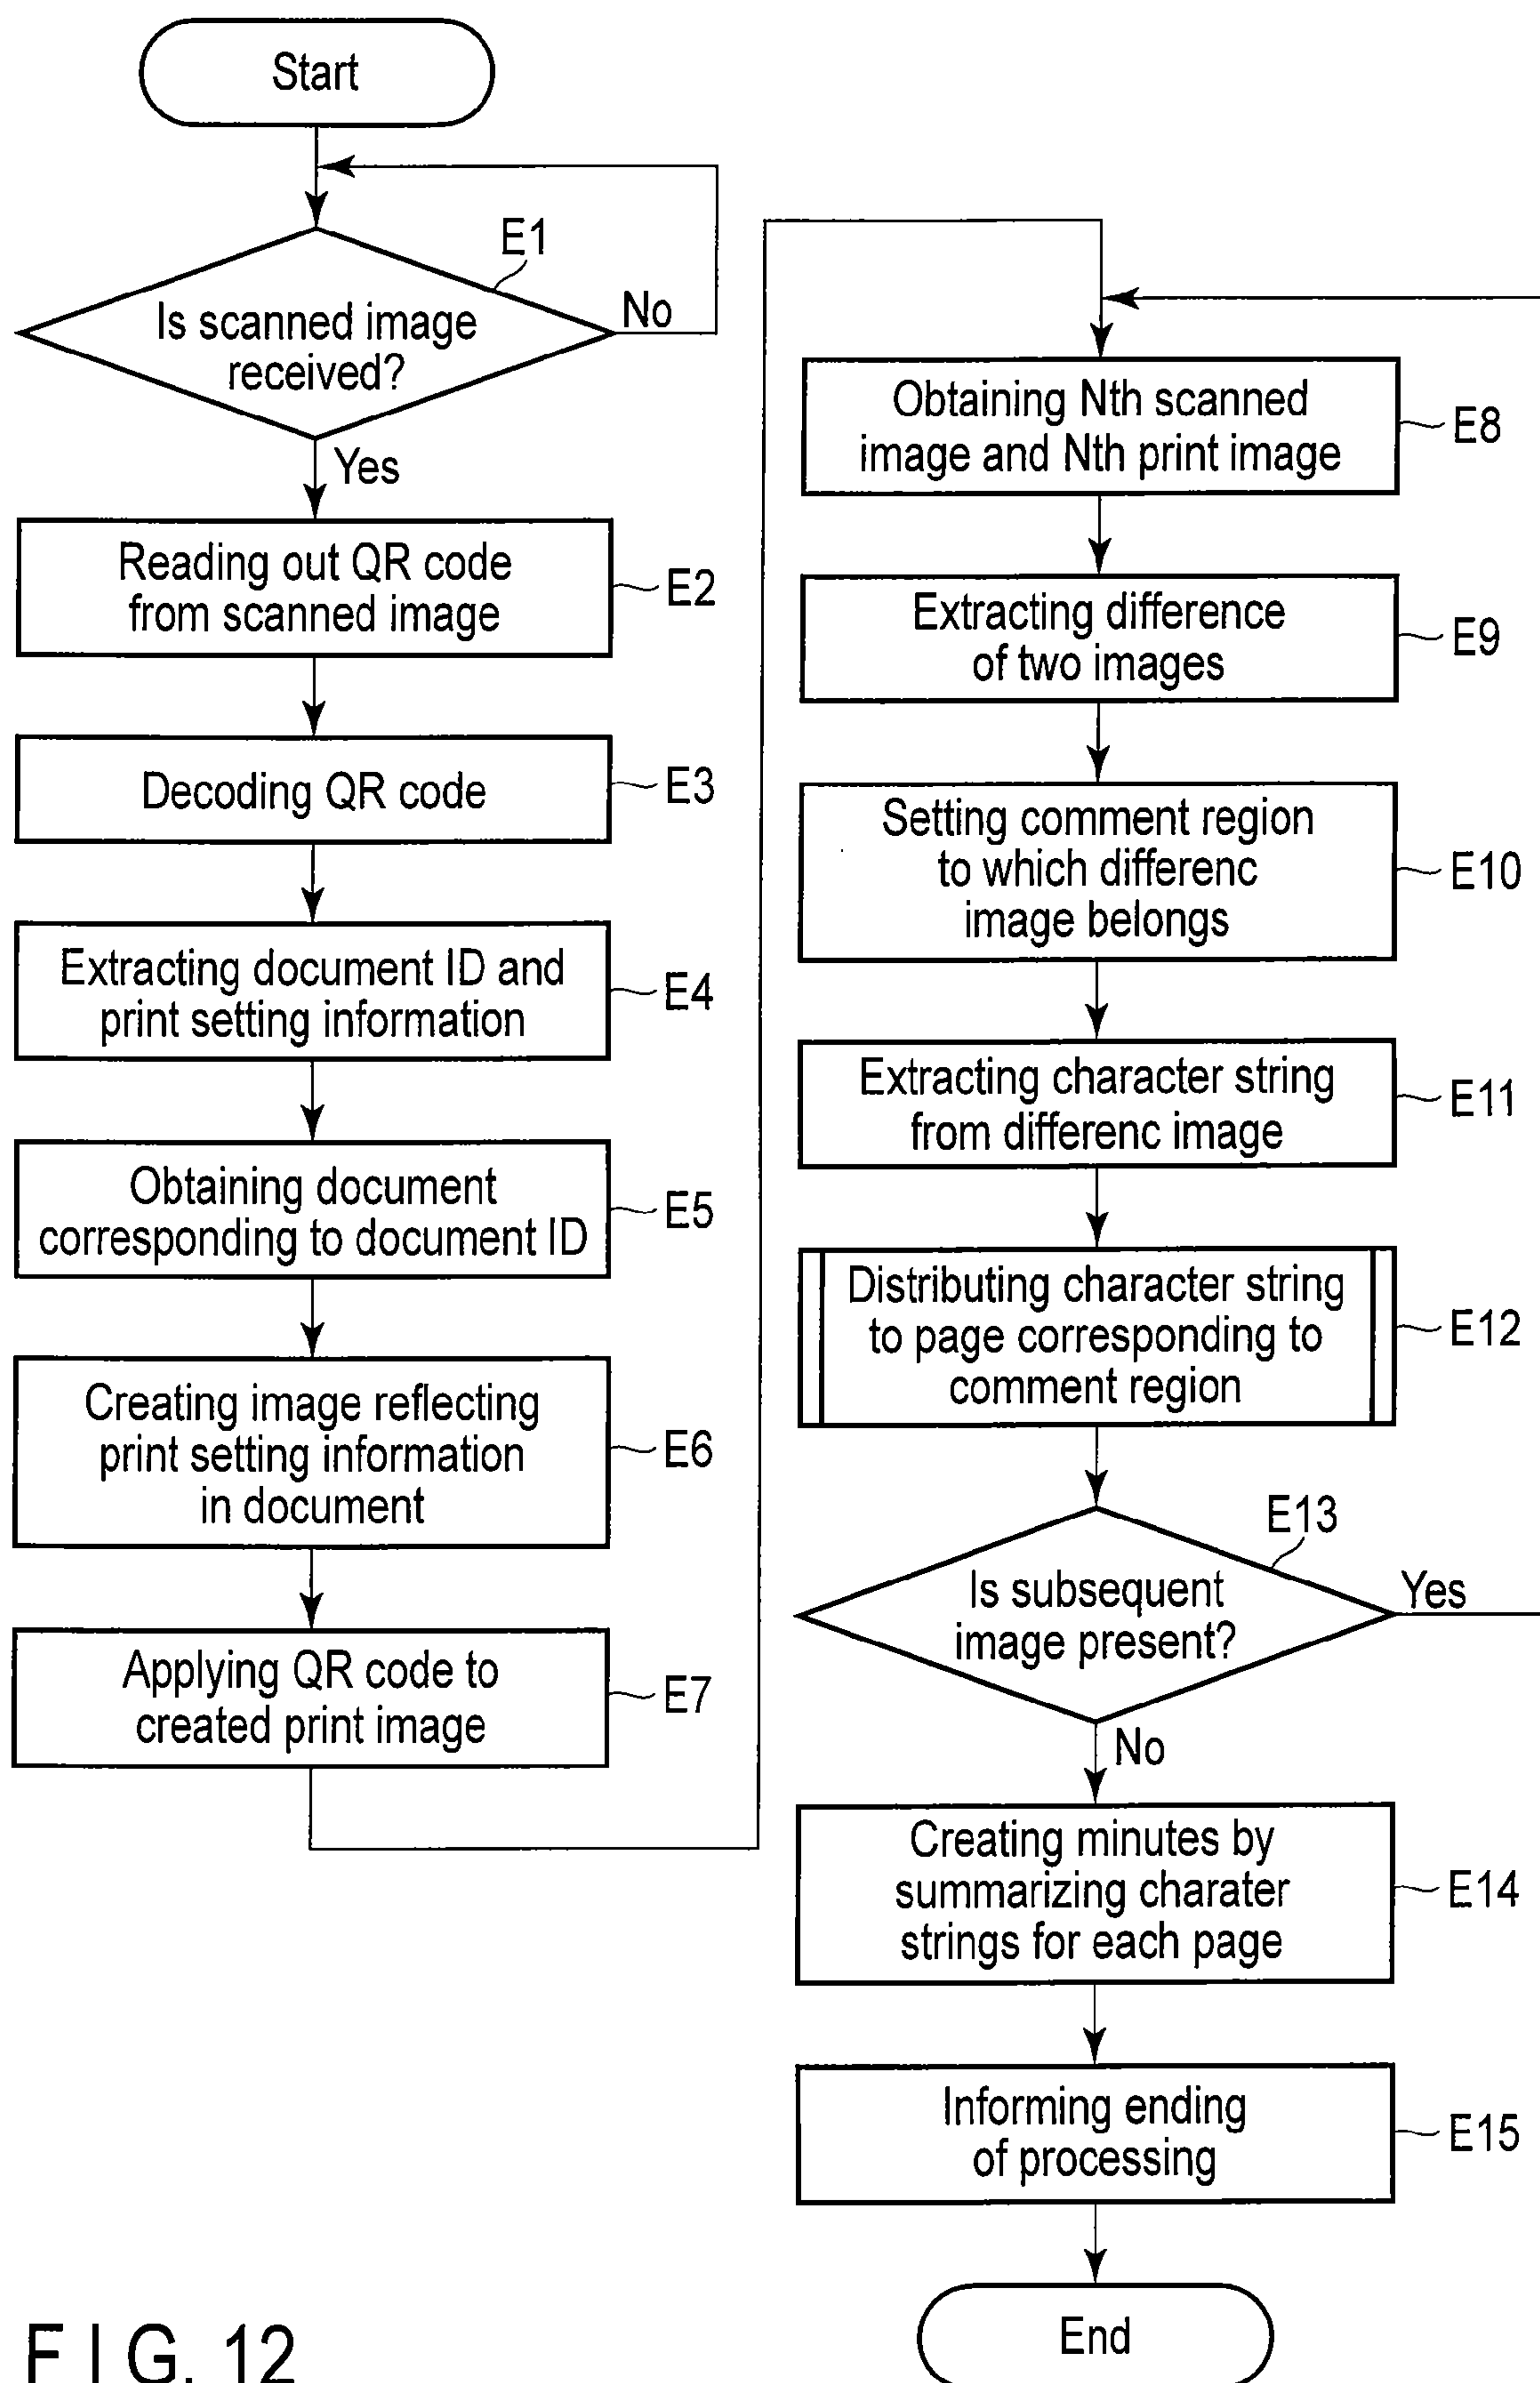 Start
E1
Is scanned image
received?
No
Yes
Reading out QR code
from scanned image
E2
Decoding QR code
E3
Extracting document ID and
print setting information
E4
Obtaining document
corresponding to document ID
E5
Creating image reflecting
print setting information
in document
E6
Applying QR code to
created print image
E7
Obtaining Nth scanned
image and Nth print image
E8
Extracting difference
of two images
E9
Setting comment region
to which differenc
image belongs
E10
Extracting character string
from differenc image
E11
Distributing character string
to page corresponding to
comment region
E12
E13
Is subsequent
image present?
Yes
No
Creating minutes by
summarizing charater
strings for each page
E14
Informing ending
of processing
E15
End
FIG. 12